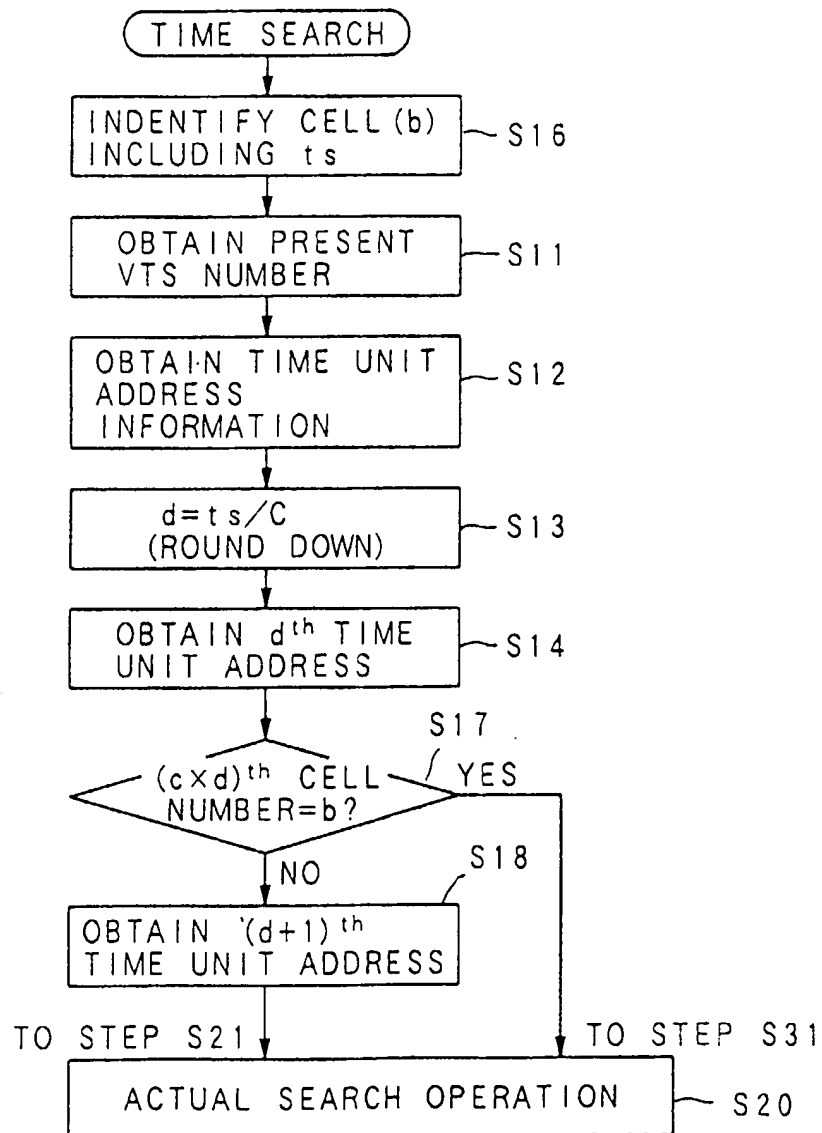 TIME SEARCH
INDENTIFY CELL(b)
INCLUDING ts
S16
OBTAIN PRESENT
VTS NUMBER
S11
OBTAIN TIME UNIT
ADDRESS
INFORMATION
S12
d=ts/C
(ROUND DOWN)
S13
OBTAIN dth TIME
UNIT ADDRESS
S14
S17
(c×d)th CELL
NUMBER=b?
YES
NO
S18
OBTAIN (d+1)th
TIME UNIT ADDRESS
TO STEP S21
TO STEP S31
ACTUAL SEARCH OPERATION
S20